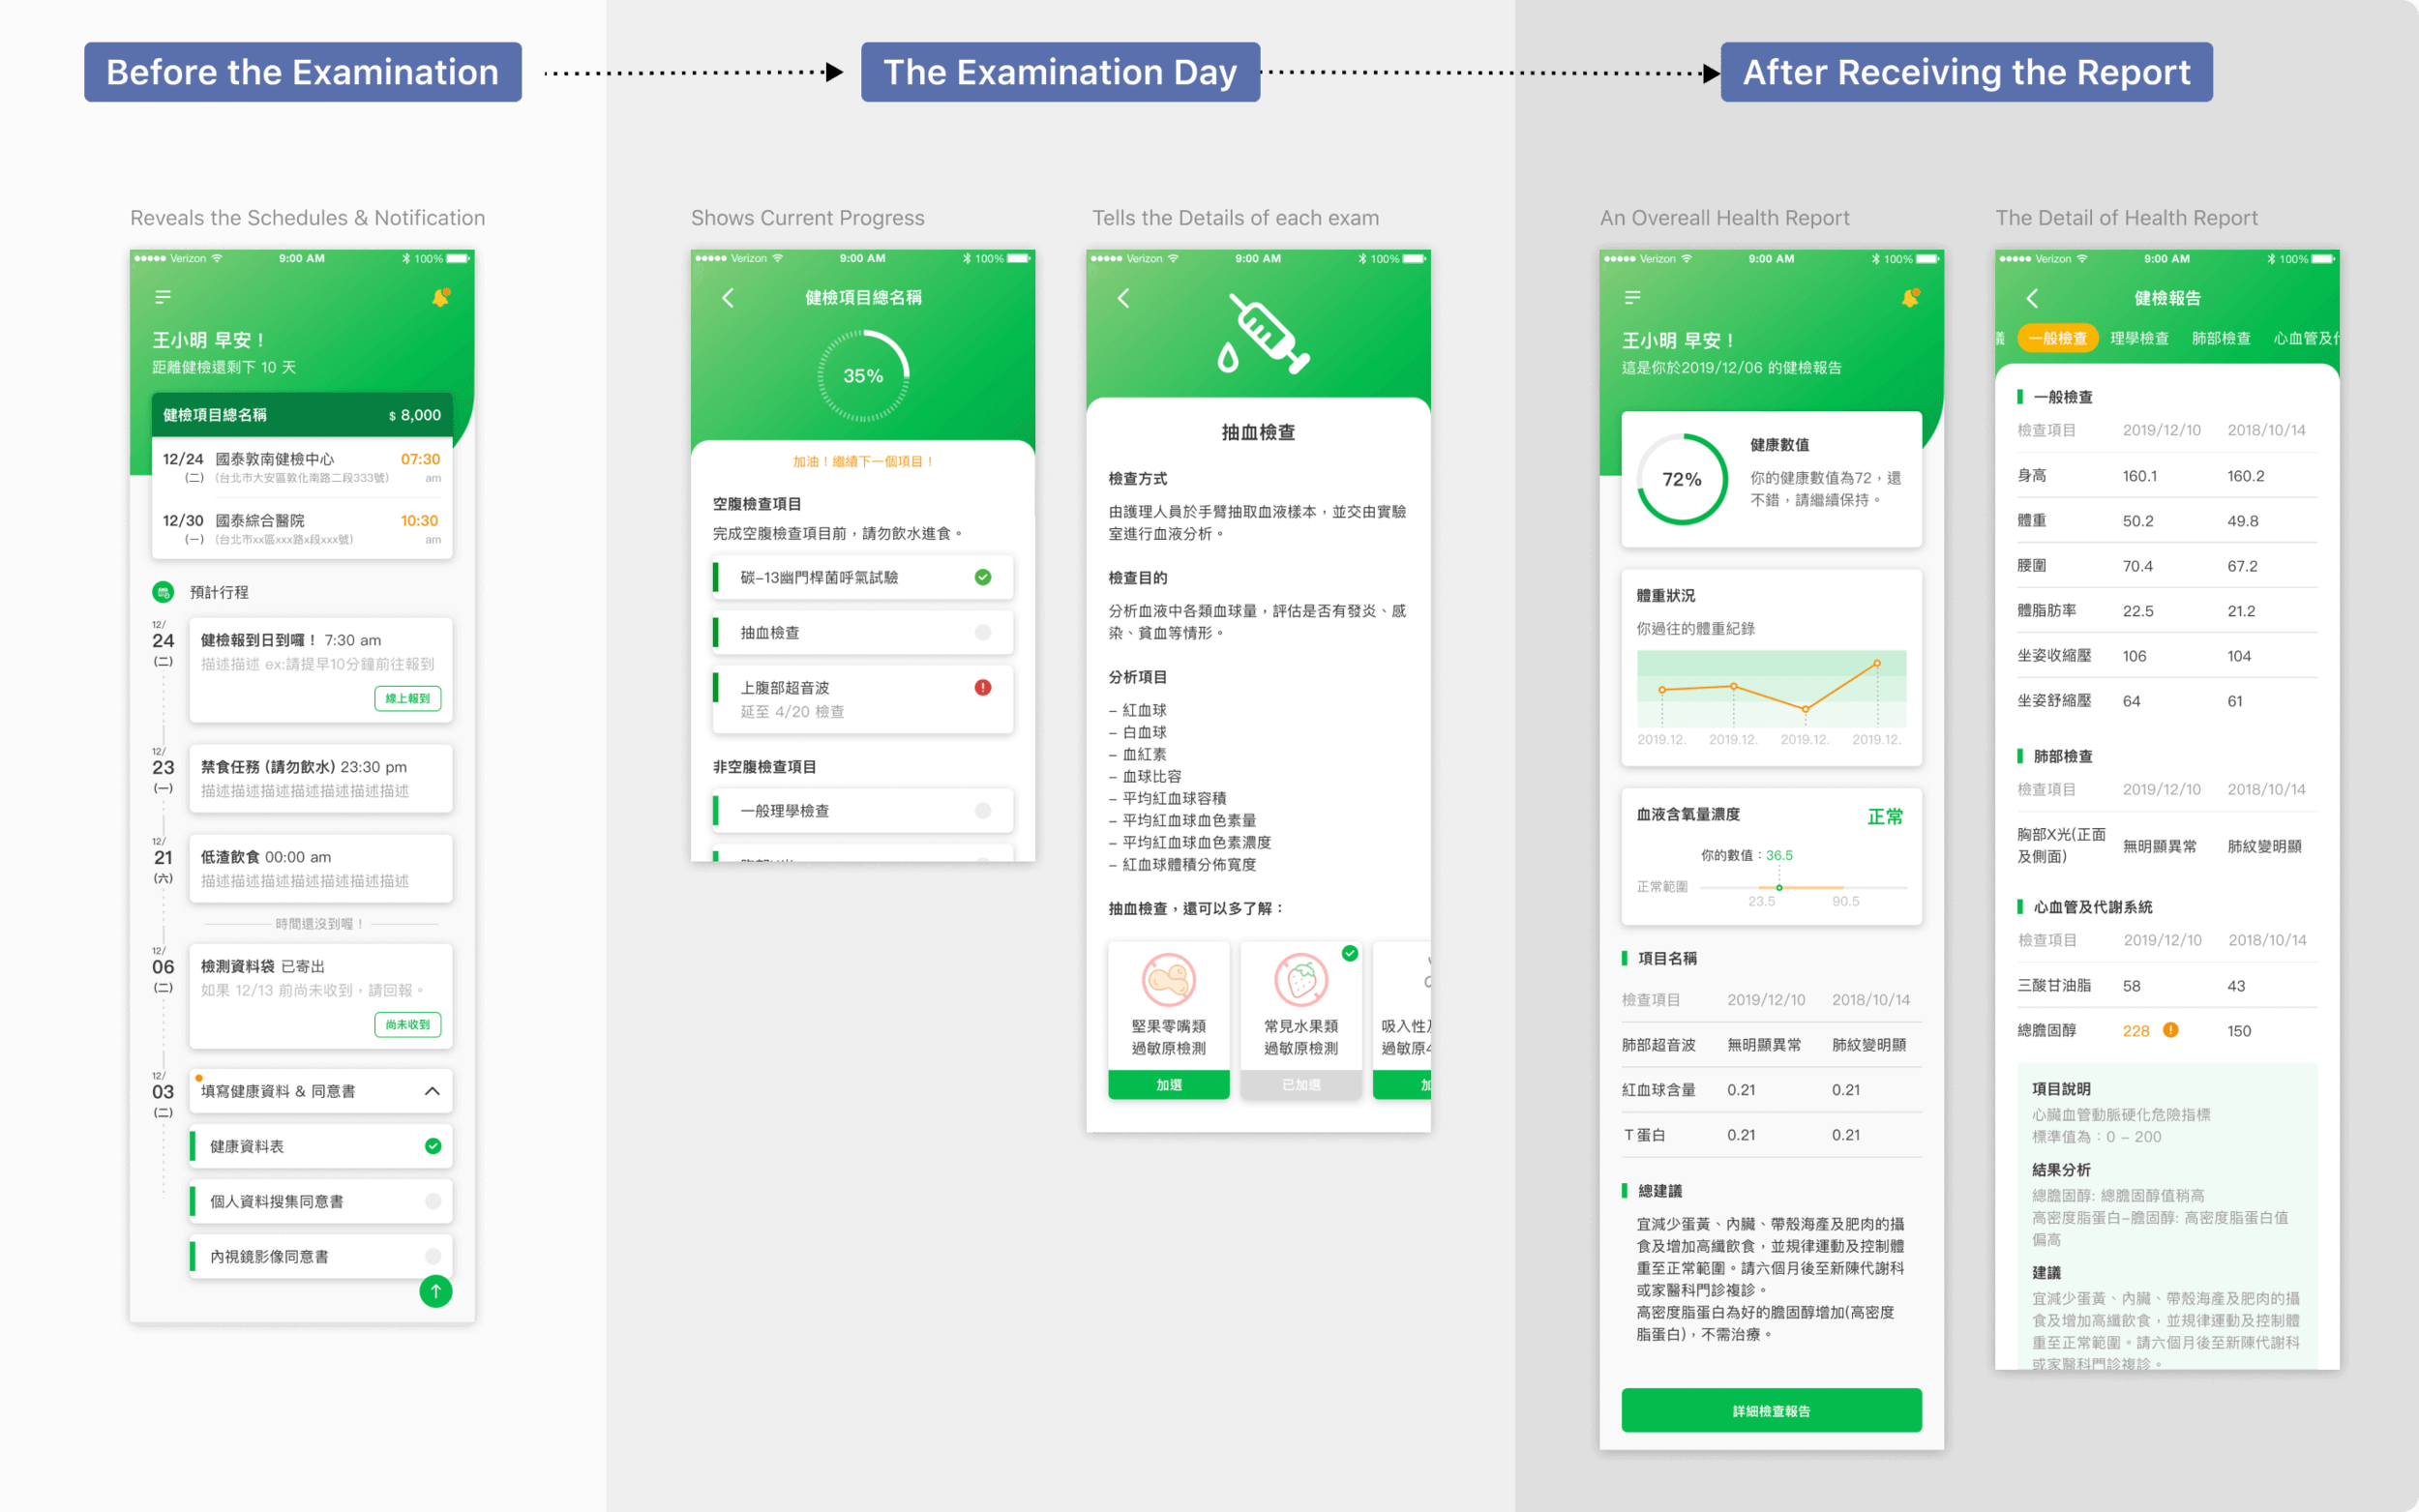 Before the Examination
The Examination Day
After Receiving the Report
Reveals the Schedules & Notification
Verizon
9:00 AM
100%
王小明 早安！
距離健檢還剩下 10 天
健檢項目總名稱
$ 8,000
12/24 國泰敦南健檢中心 07:30
(二) (台北市大安區敦化南路二段333號) am
12/30 國泰綜合醫院 10:30
(一) (台北市xx區xxx路x段xxx號) am
預計行程
12/
24
(二)
健檢報到日到囉！ 7:30 am
描述描述 ex:請提早10分鐘前往報到
線上報到
12/
23
(一)
禁食任務 (請勿飲水) 23:30 pm
描述描述描述描述描述描述描述
12/
21
(六)
低渣飲食 00:00 am
描述描述描述描述描述描述描述
時間還沒到喔！
12/
06
(二)
檢測資料袋 已寄出
如果 12/13 前尚未收到，請回報。
尚未收到
12/
03
(二)
填寫健康資料 & 同意書
健康資料表
個人資料搜集同意書
內視鏡影像同意書
Shows Current Progress
Verizon
9:00 AM
100%
健檢項目總名稱
35%
加油！繼續下一個項目！
空腹檢查項目
完成空腹檢查項目前，請勿飲水進食。
碳–13幽門桿菌呼氣試驗
抽血檢查
上腹部超音波
延至 4/20 檢查
非空腹檢查項目
一般理學檢查
Tells the Details of each exam
Verizon
9:00 AM
100%
抽血檢查
檢查方式
由護理人員於手臂抽取血液樣本，並交由實驗
室進行血液分析。
檢查目的
分析血液中各類血球量，評估是否有發炎、感
染、貧血等情形。
分析項目
– 紅血球
– 白血球
– 血紅素
– 血球比容
– 平均紅血球容積
– 平均紅血球血色素量
– 平均紅血球血色素濃度
– 紅血球體積分佈寬度
抽血檢查，還可以多了解：
堅果零嘴類
過敏原檢測
加選
常見水果類
過敏原檢測
已加選
吸入性
過敏原
加
An Overeall Health Report
Verizon
9:00 AM
100%
王小明 早安！
這是你於2019/12/06 的健檢報告
72%
健康數值
你的健康數值為72，還
不錯，請繼續保持。
體重狀況
你過往的體重紀錄
2019.12. 2019.12. 2019.12. 2019.12.
血液含氧量濃度
正常
你的數值：36.5
正常範圍
23.5 90.5
項目名稱
檢查項目 2019/12/10 2018/10/14
肺部超音波 無明顯異常 肺紋變明顯
紅血球含量 0.21 0.21
T 蛋白 0.21 0.21
總建議
宜減少蛋黃、內臟、帶殼海產及肥肉的攝
食及增加高纖飲食，並規律運動及控制體
重至正常範圍。請六個月後至新陳代謝科
或家醫科門診複診。
高密度脂蛋白為好的膽固醇增加(高密度
脂蛋白)，不需治療。
詳細檢查報告
The Detail of Health Report
Verizon
9:00 AM
100%
健檢報告
一般檢查 理學檢查 肺部檢查 心血管及
一般檢查
檢查項目 2019/12/10 2018/10/14
身高 160.1 160.2
體重 50.2 49.8
腰圍 70.4 67.2
體脂肪率 22.5 21.2
坐姿收縮壓 106 104
坐姿舒縮壓 64 61
肺部檢查
檢查項目 2019/12/10 2018/10/14
胸部X光(正面
及側面) 無明顯異常 肺紋變明顯
心血管及代謝系統
檢查項目 2019/12/10 2018/10/14
三酸甘油脂 58 43
總膽固醇 228 150
項目說明
心臟血管動脈硬化危險指標
標準值為：0 – 200
結果分析
總膽固醇: 總膽固醇值稍高
高密度脂蛋白–膽固醇: 高密度脂蛋白值
偏高
建議
宜減少蛋黃、內臟、帶殼海產及肥肉的攝
食及增加高纖飲食，並規律運動及控制體
重至正常範圍。請六個月後至新陳代謝科
或家醫科門診複診。